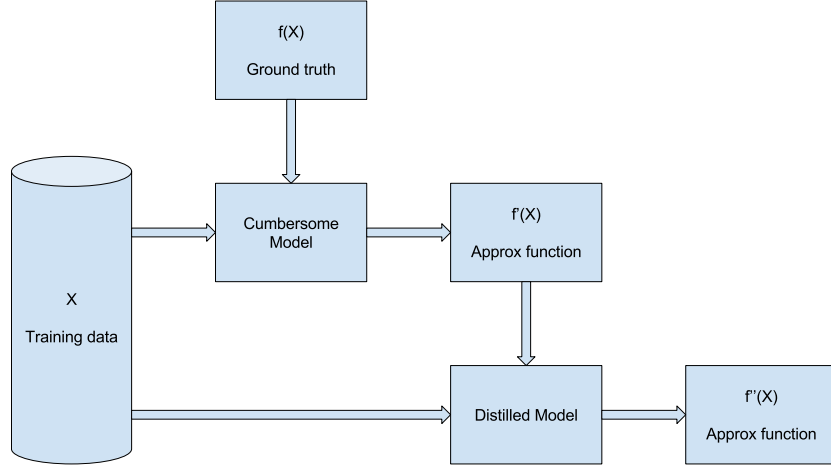 f(X)
Ground truth
Cumbersome
Model
f'(X)
Approx function
X
Training data
Distilled Model
f''(X)
Approx function